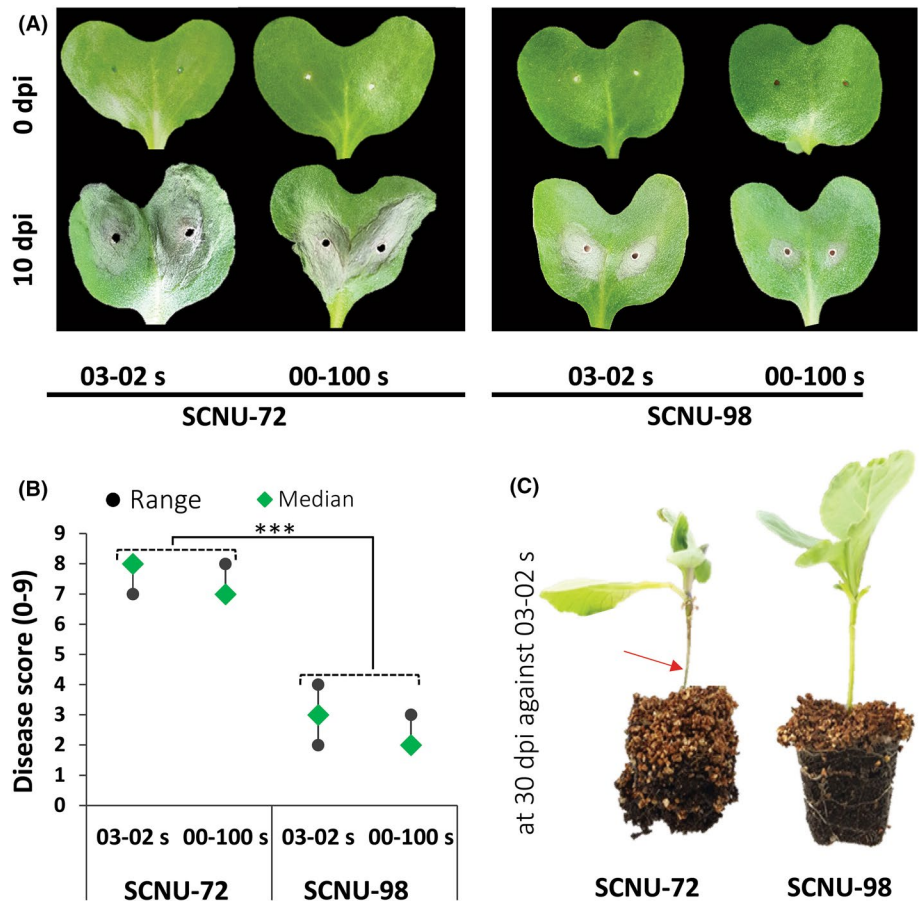 (A)
0 dpi
10 dpi
03-02 s 00-100 s 03-02 s 00-100 s
SCNU-72 SCNU-98
(B)
Range Median
Disease score (0-9)
***
9
8
7
6
5
4
3
2
1
0
03-02 s 00-100 s 03-02 s 00-100 s
SCNU-72 SCNU-98
(C)
at 30 dpi against 03-02 s
SCNU-72 SCNU-98